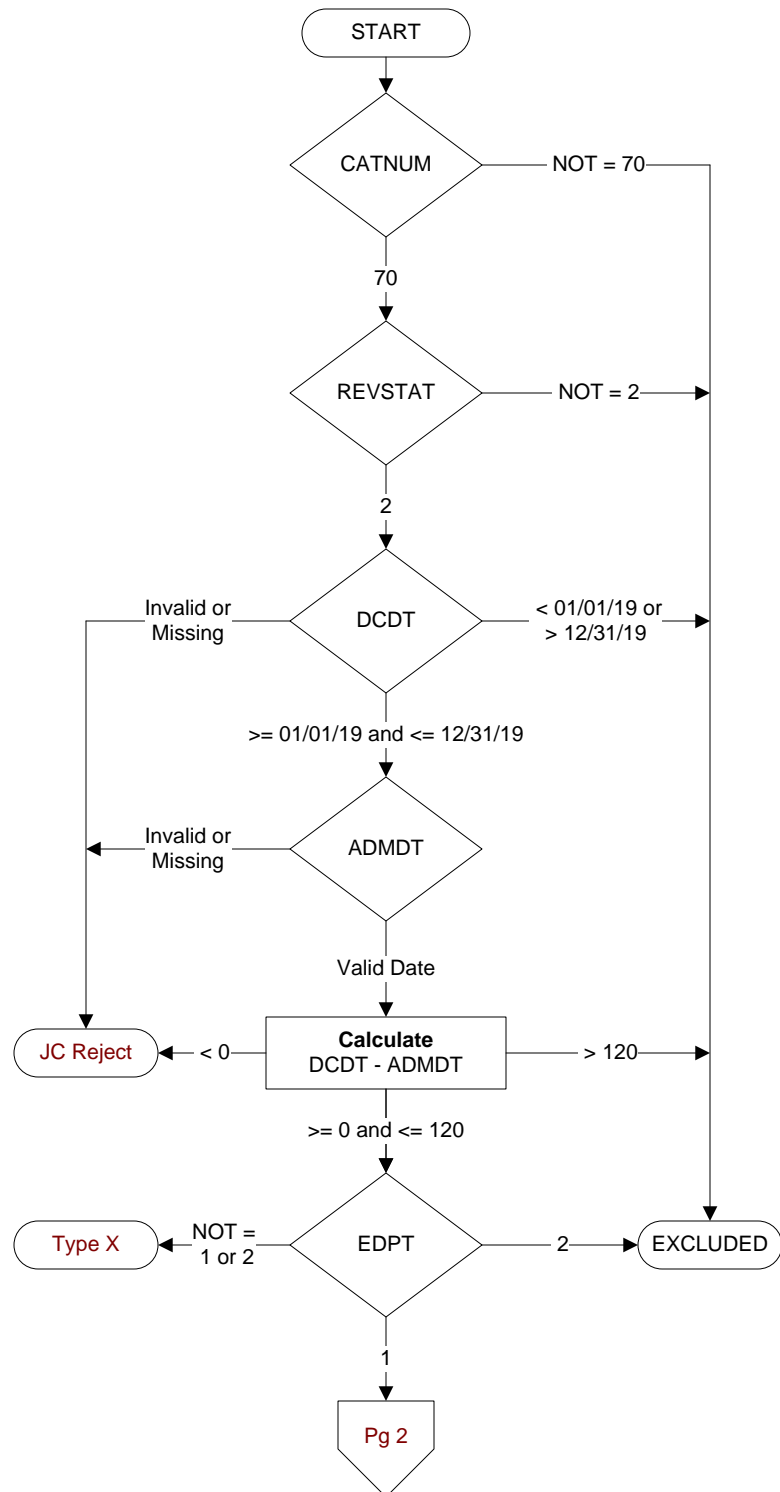 START
CATNUM
NOT = 70
70
REVSTAT
NOT = 2
2
Invalid or
Missing
DCDT
< 01/01/19 or
> 12/31/19
>= 01/01/19 and <= 12/31/19
Invalid or
Missing
ADMDT
Valid Date
JC Reject
< 0
Calculate
DCDT - ADMDT
> 120
>= 0 and <= 120
Type X
NOT =
1 or 2
EDPT
2
EXCLUDED
1
Pg 2